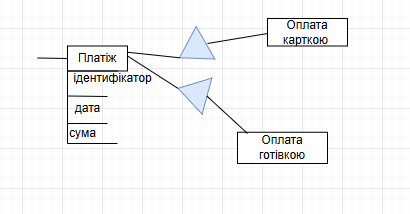 Оплата
карткою
Платіж
ідентифікатор
дата
сума
Оплата
готівкою